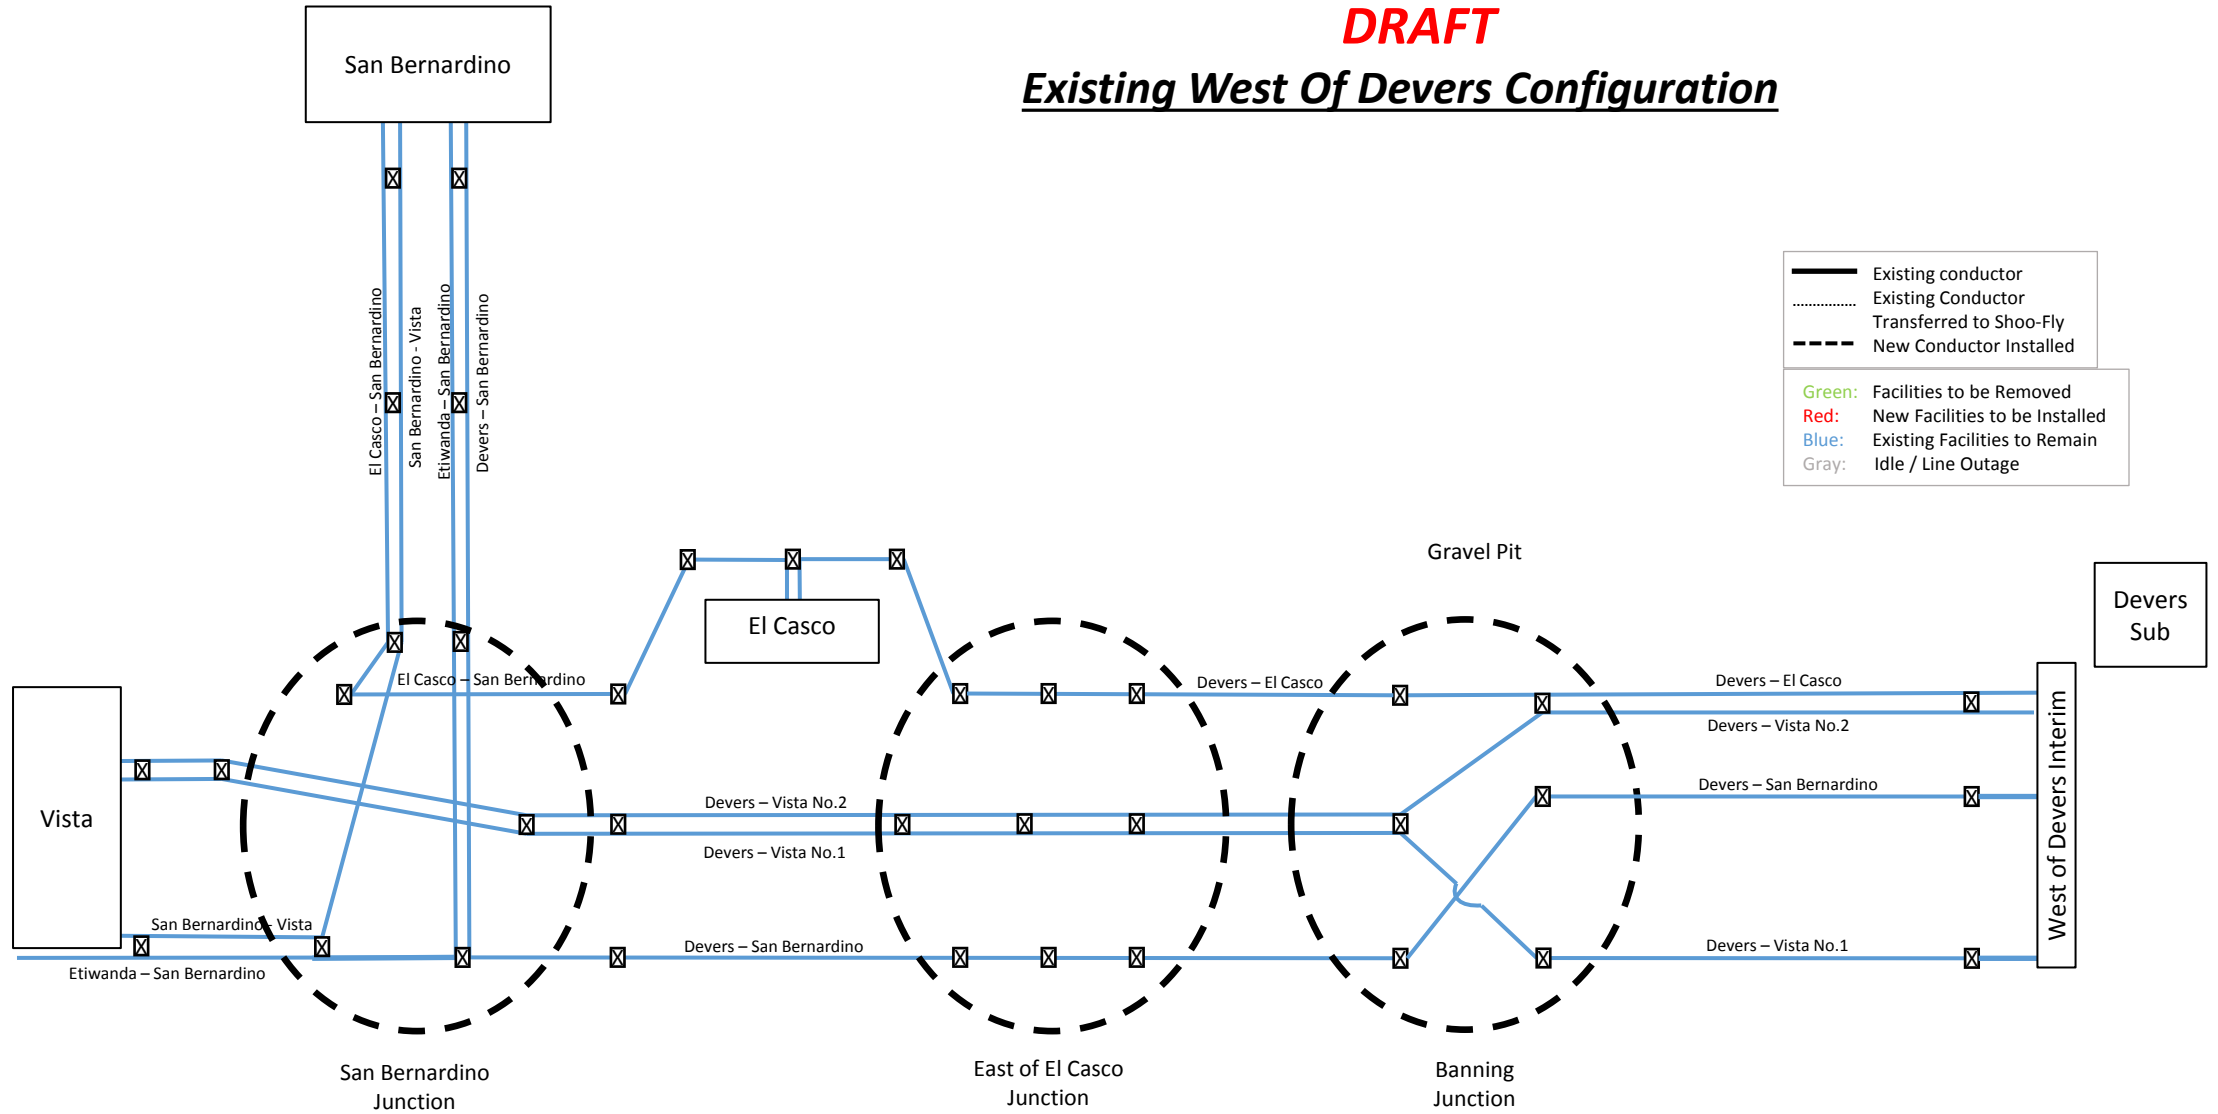 DRAFT
Existing West Of Devers Configuration
San Bernardino
El Casco – San Bernardino
San Bernardino - Vista
Etiwanda – San Bernardino
Devers – San Bernardino
Existing conductor
Existing Conductor
Transferred to Shoo-Fly
New Conductor Installed
Green: Facilities to be Removed
Red: New Facilities to be Installed
Blue: Existing Facilities to Remain
Gray: Idle / Line Outage
Gravel Pit
Devers
Sub
El Casco
El Casco – San Bernardino
Devers – El Casco
Devers – El Casco
Devers – Vista No.2
West of Devers Interim
Vista
Devers – Vista No.2
Devers – San Bernardino
Devers – Vista No.1
San Bernardino - Vista
Devers – San Bernardino
Devers – Vista No.1
Etiwanda – San Bernardino
San Bernardino
Junction
East of El Casco
Junction
Banning
Junction